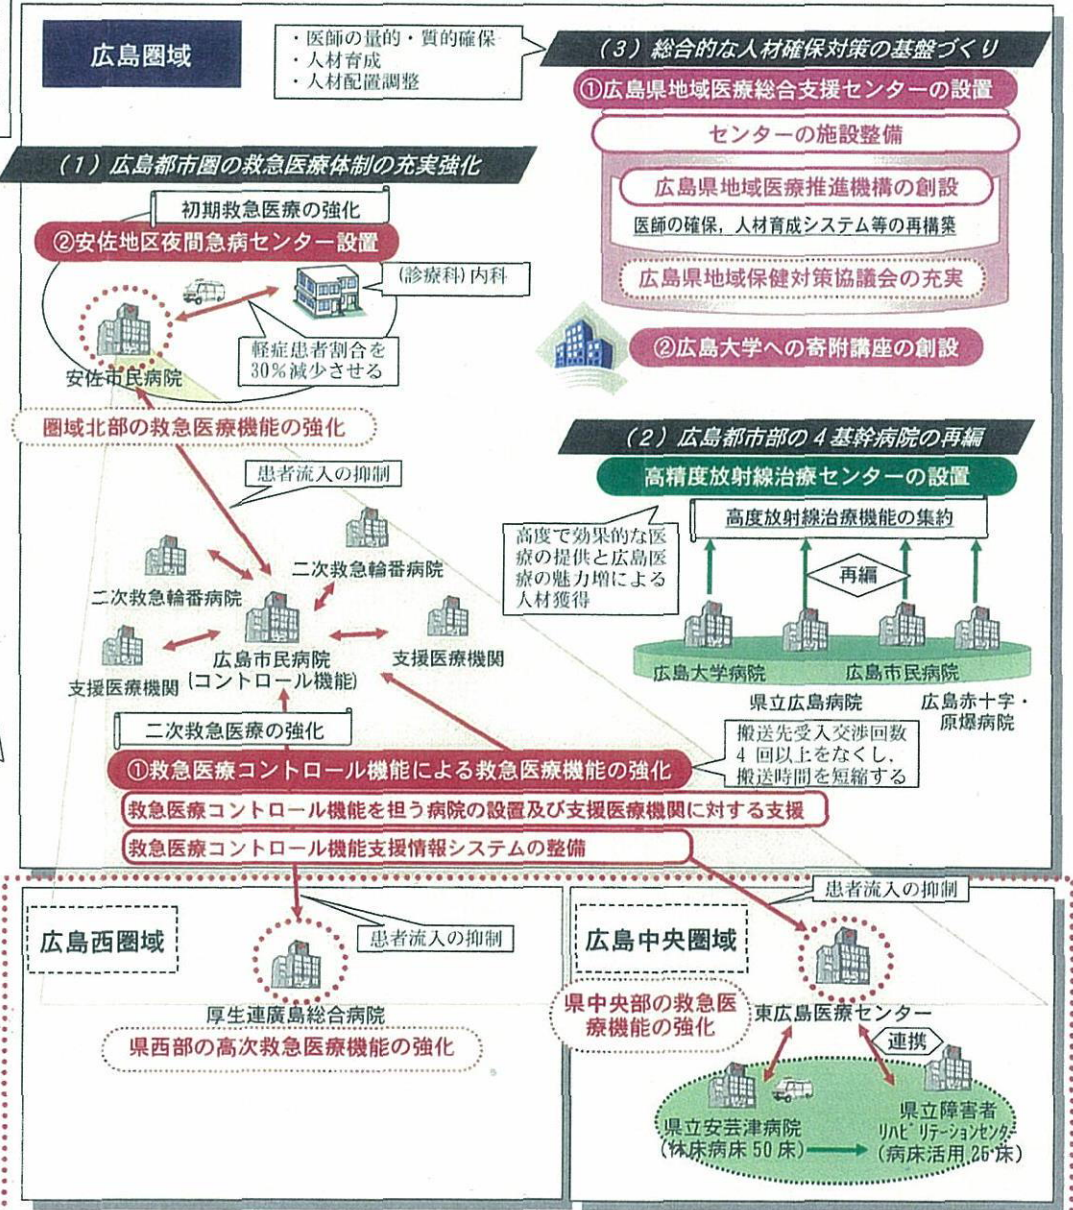 広島圏域
・医師の量的・質的確保
・人材育成
・人材配置調整
(3)総合的な人材確保対策の基盤づくり
①広島県地域医療総合支援センターの設置
センターの施設整備
広島県地域医療推進機構の創設
医師の確保，人材育成システム等の再構築
広島県地域保健対策協議会の充実
②広島大学への寄附講座の創設
(1)広島都市圏の救急医療体制の充実強化
初期救急医療の強化
②安佐地区夜間急病センター設置
(診療科)内科
軽症患者割合を
30%減少させる
安佐市民病院
圏域北部の救急医療機能の強化
患者流入の抑制
二次救急輪番病院
二次救急輪番病院
支援医療機関
広島市民病院
(コントロール機能)
支援医療機関
二次救急医療の強化
①救急医療コントロール機能による救急医療機能の強化
救急医療コントロール機能を担う病院の設置及び支援医療機関に対する支援
救急医療コントロール機能支援情報システムの整備
(2)広島都市部の4基幹病院の再編
高精度放射線治療センターの設置
高度放射線治療機能の集約
高度で効果的な医
療の提供と広島医
療の魅力増による
人材獲得
再編
広島大学病院
県立広島病院
広島市民病院
広島赤十字・
原爆病院
搬送先受入交渉回数
4回以上をなくし，
搬送時間を短縮する
広島西圏域
患者流入の抑制
厚生連廣島総合病院
県西部の高次救急医療機能の強化
広島中央圏域
患者流入の抑制
県中央部の救急医
療機能の強化
東広島医療センター
連携
県立安芸津病院
(休床病床50床)
県立障害者
ﾘﾊﾋﾞﾘﾃｰｼｮﾝｾﾝﾀｰ
(病床活用26床)